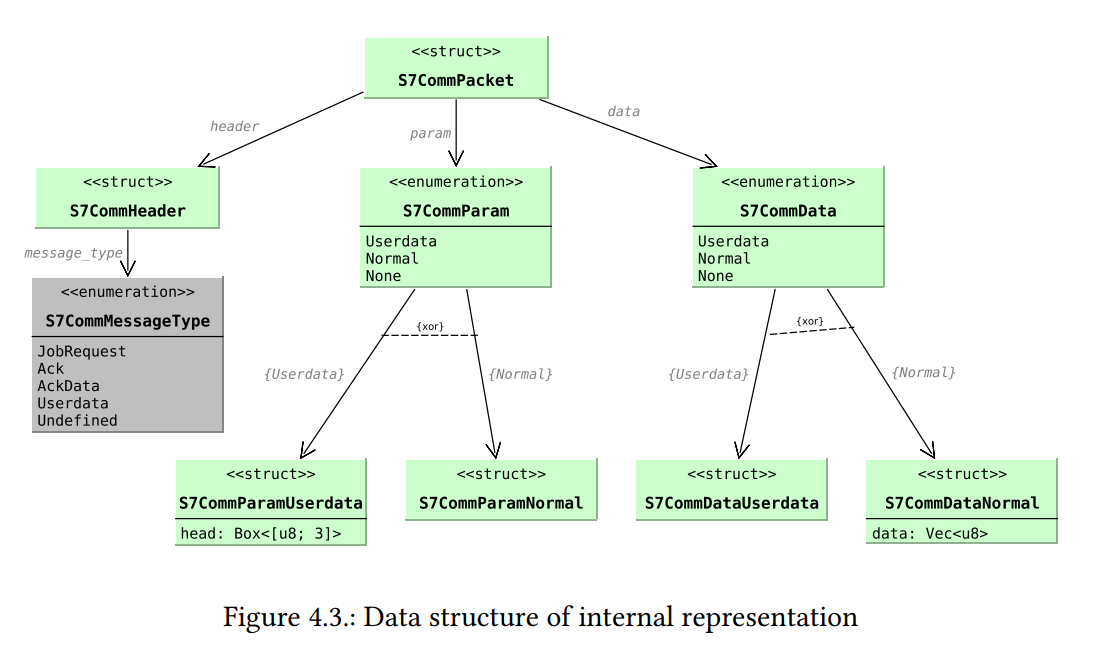 <<struct>>
S7CommPacket
header
param
data
<<struct>>
S7CommHeader
<<enumeration>>
S7CommParam
Userdata
Normal
None
<<enumeration>>
S7CommData
Userdata
Normal
None
message_type
<<enumeration>>
S7CommMessageType
JobRequest
Ack
AckData
Userdata
Undefined
{xor}
{Userdata}
{Normal}
{xor}
{Userdata}
{Normal}
<<struct>>
S7CommParamUserdata
head: Box<[u8; 3]>
<<struct>>
S7CommParamNormal
<<struct>>
S7CommDataUserdata
<<struct>>
S7CommDataNormal
data: Vec<u8>
Figure 4.3.: Data structure of internal representation